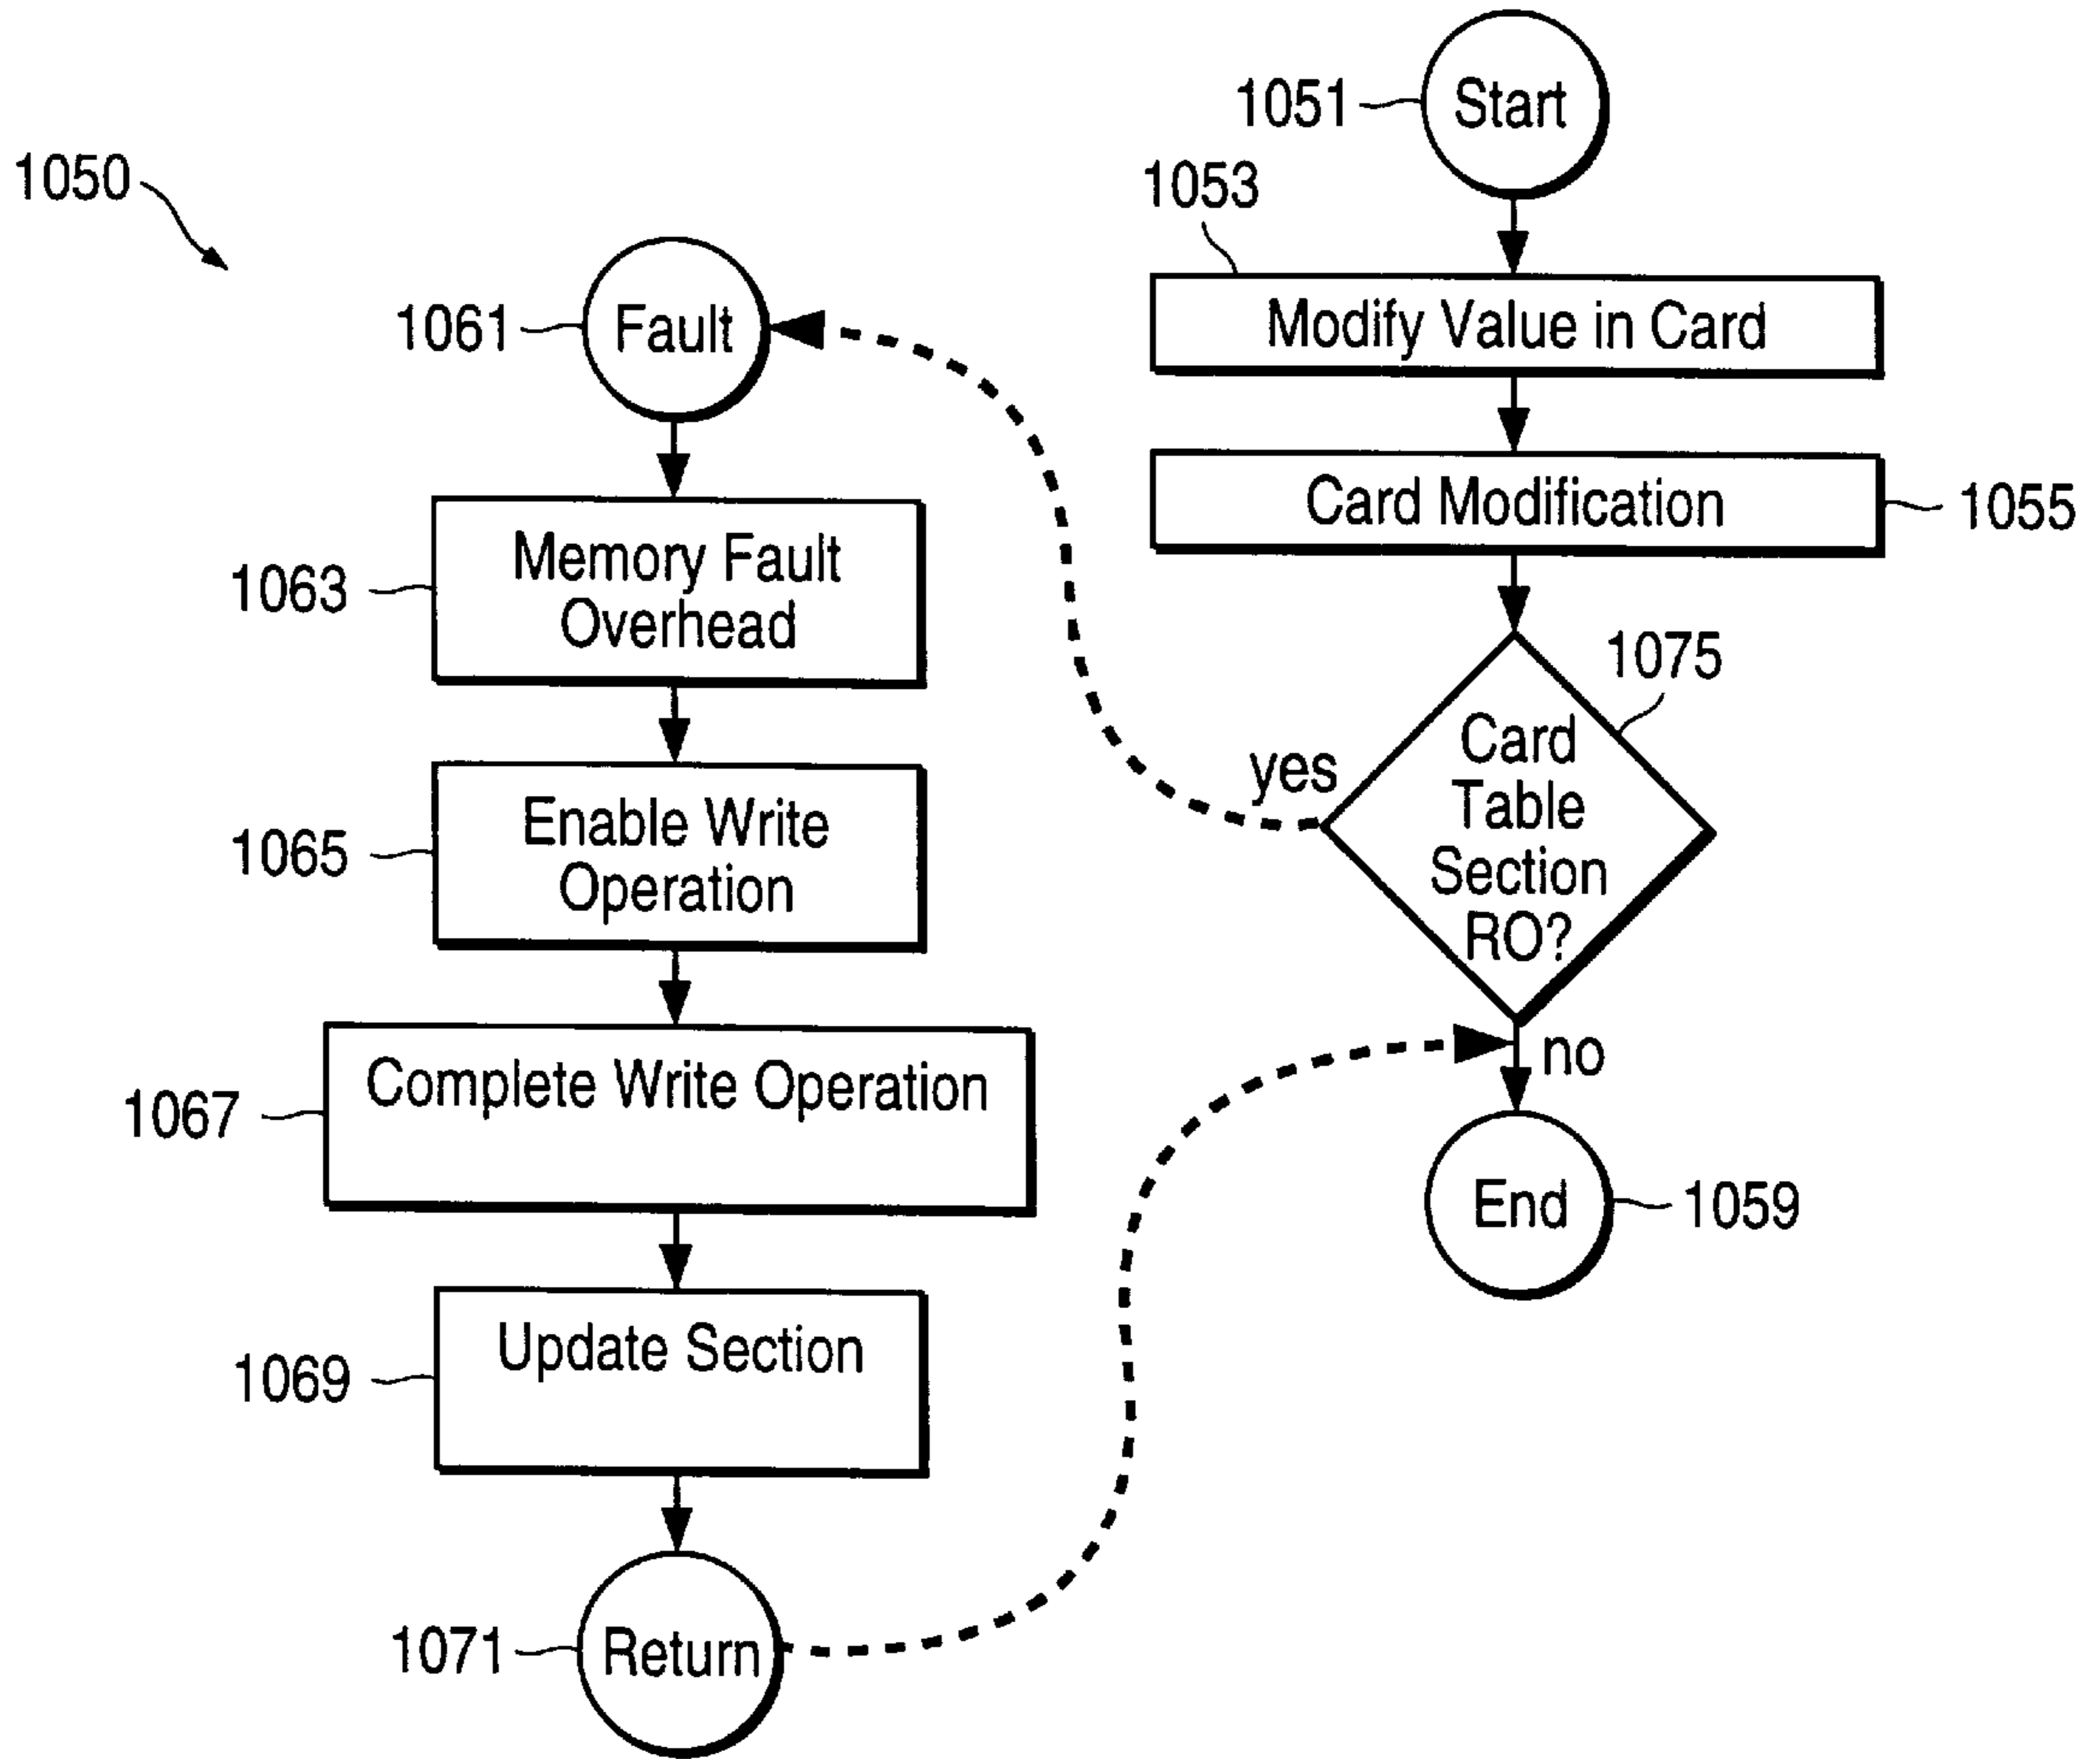 1050
1051
Start
1053
Modify Value in Card
Card Modification
1055
1075
Card
Table
Section
RO?
yes
no
End
1059
1061
Fault
1063
Memory Fault
Overhead
1065
Enable Write
Operation
1067
Complete Write Operation
1069
Update Section
1071
Return